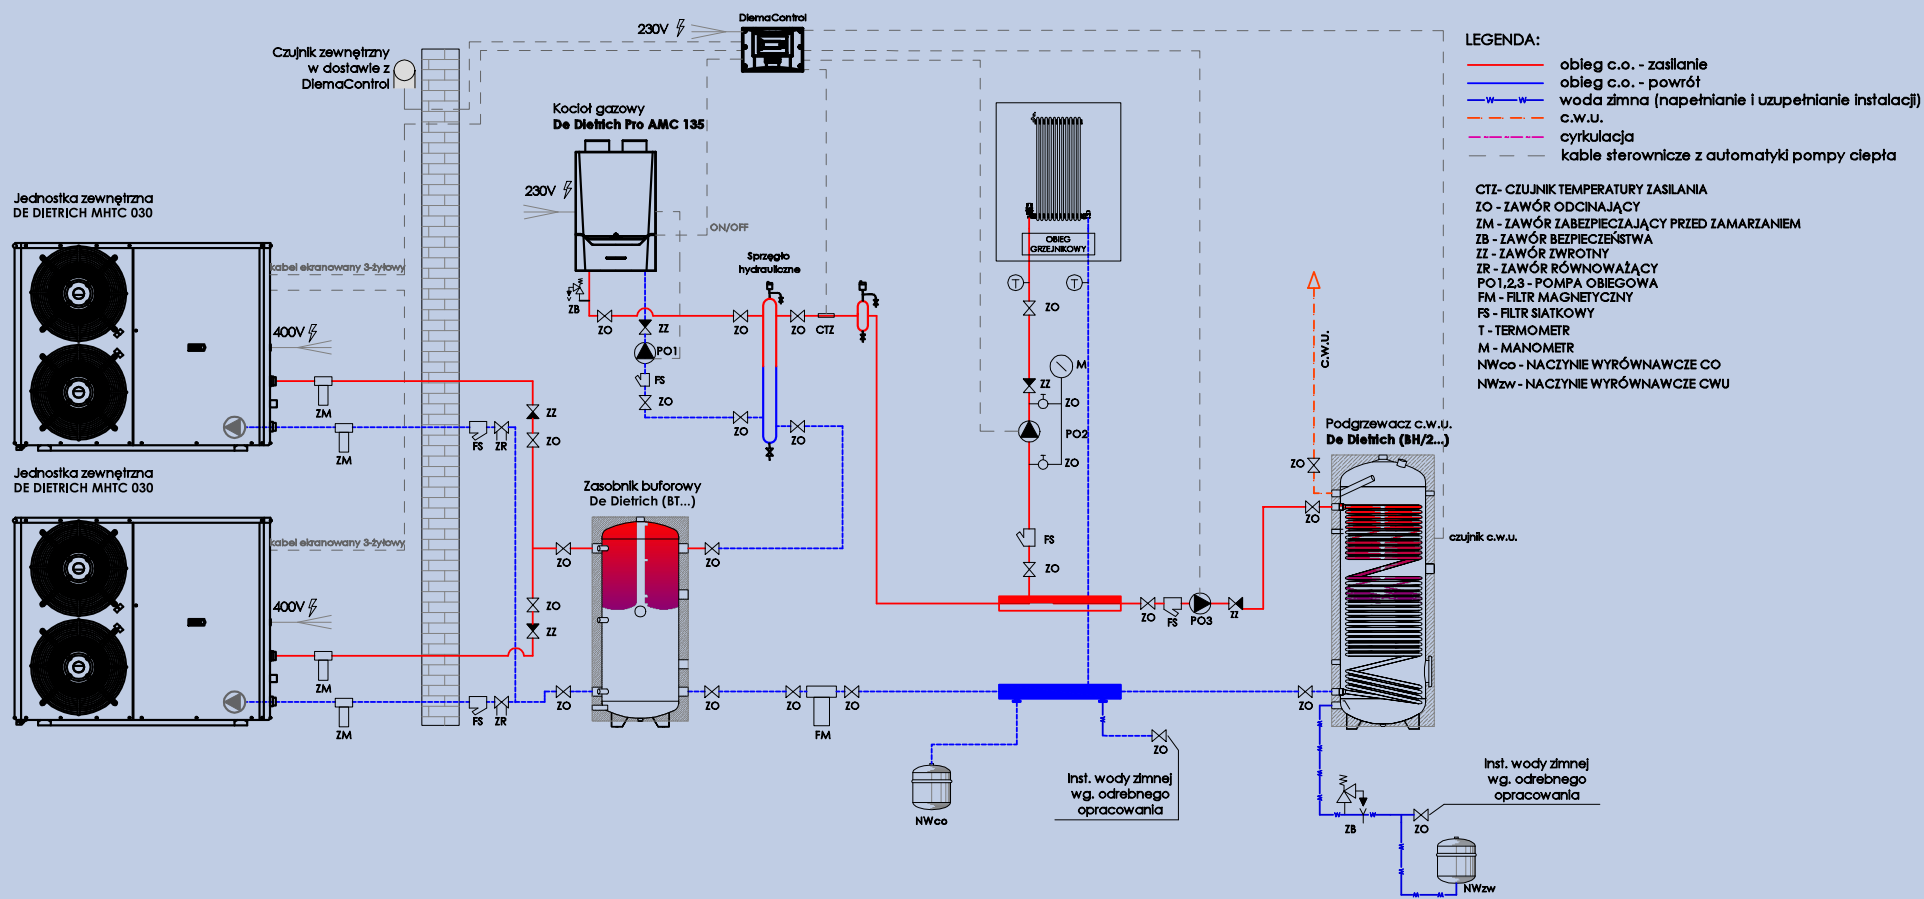 DiemaControl
230V
Czujnik zewnętrzny
w dostawie z
DiemaControl
Kocioł gazowy
De Dietrich Pro AMC 135
230V
ON/OFF
Jednostka zewnętrzna
DE DIETRICH MHTC 030
kabel ekranowany 3-żyłowy
400V
ZM
ZM
FS
ZR
Jednostka zewnętrzna
DE DIETRICH MHTC 030
kabel ekranowany 3-żyłowy
400V
ZM
ZM
FS
ZR
ZZ
ZO
ZO
ZZ
ZO
ZO
ZB
ZO
ZZ
PO1
FS
ZO
Sprzęgło
hydrauliczne
ZO
ZO
CTZ
ZO
ZO
Zasobnik buforowy
De Dietrich (BT...)
ZO
ZO
ZO
ZO
FM
OBIEG
GRZEJNIKOWY
T
T
ZO
M
ZZ
ZO
PO2
ZO
FS
ZO
ZO
FS
PO3
ZZ
NWco
ZO
Inst. wody zimnej
wg. odrebnego
opracowania
c.w.u.
Podgrzewacz c.w.u.
De Dietrich (BH/2...)
ZO
ZO
czujnik c.w.u.
ZO
Inst. wody zimnej
wg. odrebnego
opracowania
ZB
ZO
NWzw
LEGENDA:
obieg c.o. - zasilanie
obieg c.o. - powrót
woda zimna (napełnianie i uzupełnianie instalacji)
c.w.u.
cyrkulacja
kable sterownicze z automatyki pompy ciepła
CTZ- CZUJNIK TEMPERATURY ZASILANIA
ZO - ZAWÓR ODCINAJĄCY
ZM - ZAWÓR ZABEZPIECZAJĄCY PRZED ZAMARZANIEM
ZB - ZAWÓR BEZPIECZEŃSTWA
ZZ - ZAWÓR ZWROTNY
ZR - ZAWÓR RÓWNOWAŻĄCY
PO1,2,3 - POMPA OBIEGOWA
FM - FILTR MAGNETYCZNY
FS - FILTR SIATKOWY
T - TERMOMETR
M - MANOMETR
NWco - NACZYNIE WYRÓWNAWCZE CO
NWzw - NACZYNIE WYRÓWNAWCZE CWU